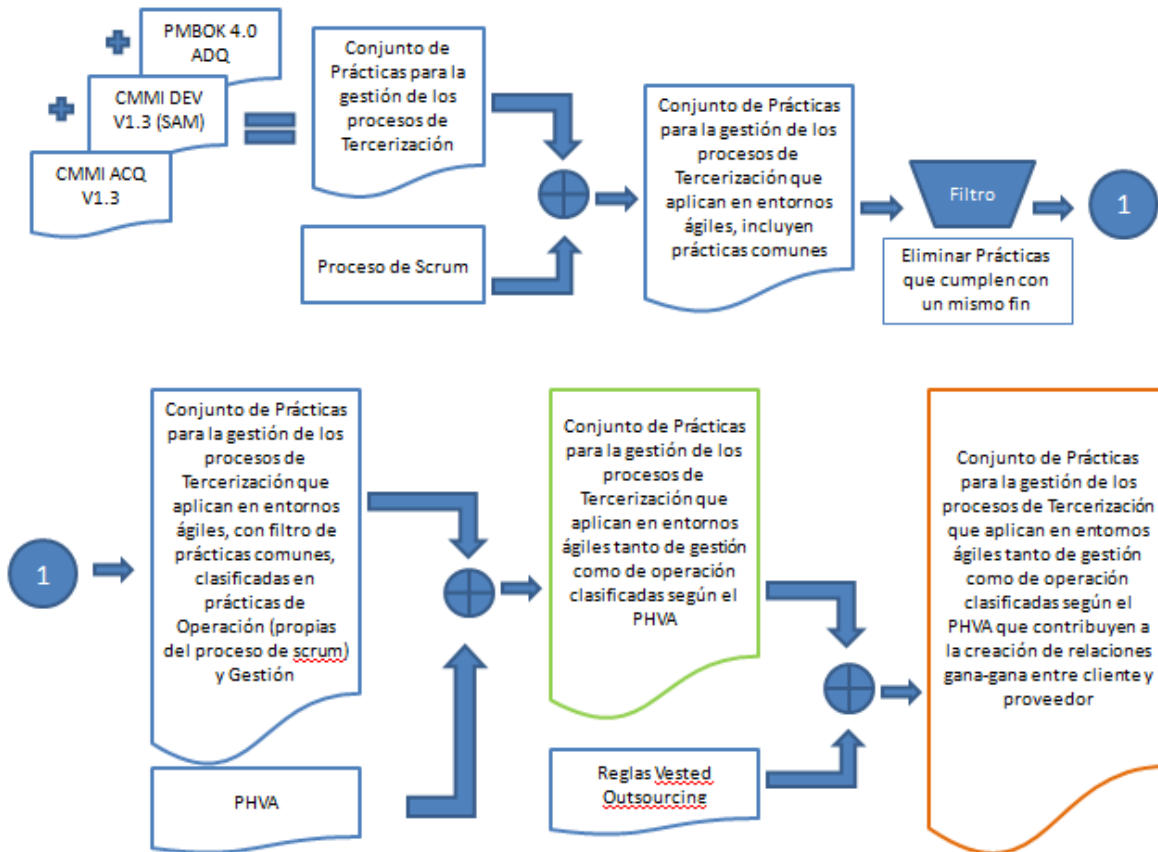 PMBOK 4.0
ADQ
CMMI DEV
V1.3 (SAM)
CMMI ACQ
V1.3
Conjunto de
Prácticas para la
gestión de los
procesos de
Tercerización
Proceso de Scrum
Conjunto de Prácticas
para la gestión de los
procesos de
Tercerización que
aplican en entornos
ágiles, incluyen
prácticas comunes
Filtro
Eliminar Prácticas
que cumplen con
un mismo fin
1
1
Conjunto de Prácticas
para la gestión de los
procesos de
Tercerización que
aplican en entornos
ágiles, con filtro de
prácticas comunes,
clasificadas en
prácticas de
Operación (propias
del proceso de scrum)
y Gestión
PHVA
Conjunto de Prácticas
para la gestión de los
procesos de
Tercerización que
aplican en entornos
ágiles tanto de gestión
como de operación
clasificadas según el
PHVA
Reglas Vested
Outsourcing
Conjunto de Prácticas
para la gestión de los
procesos de Tercerización
que aplican en entornos
ágiles tanto de gestión
como de operación
clasificadas según el
PHVA que contribuyen a
la creación de relaciones
gana-gana entre cliente y
proveedor